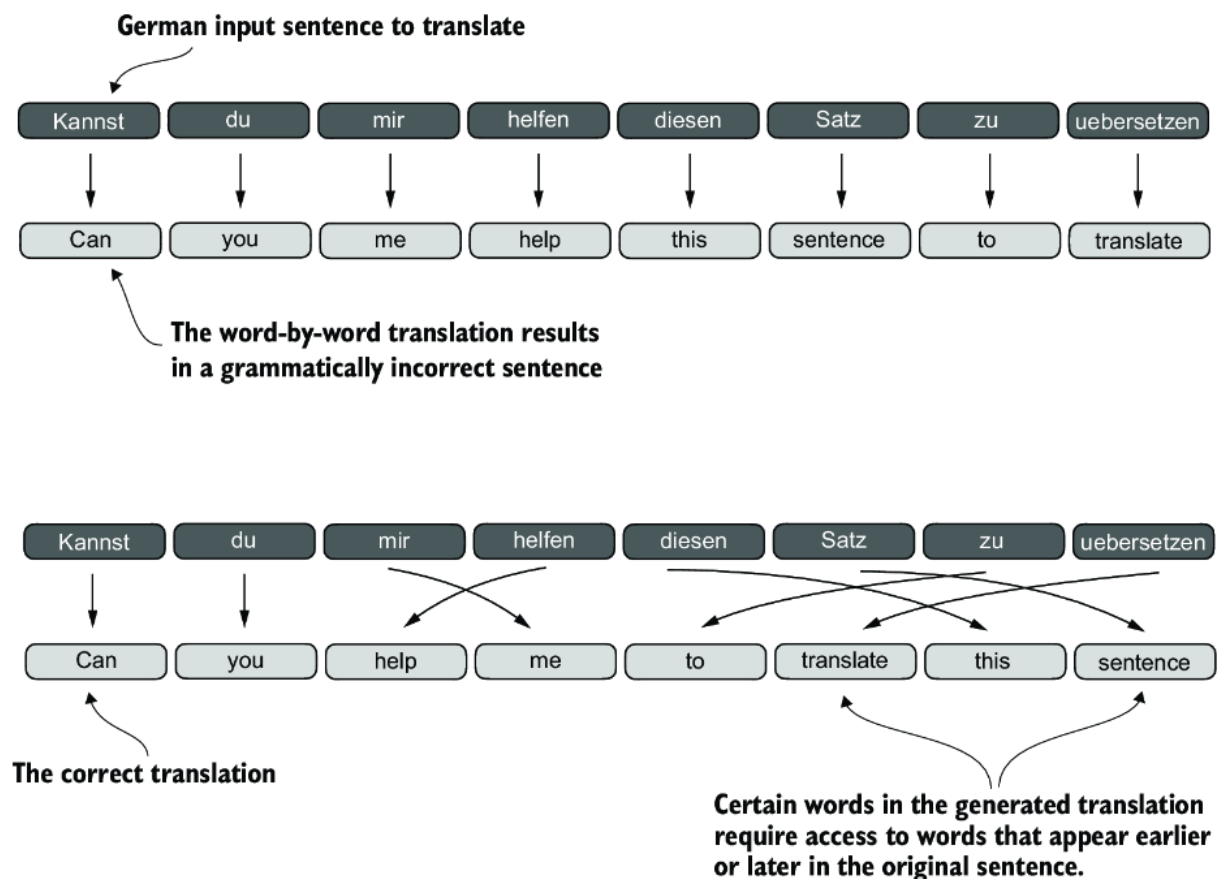 German input sentence to translate
Kannst du mir helfen diesen Satz zu uebersetzen
Can you me help this sentence to translate
The word-by-word translation results
in a grammatically incorrect sentence
Kannst du mir helfen diesen Satz zu uebersetzen
Can you help me to translate this sentence
The correct translation
Certain words in the generated translation
require access to words that appear earlier
or later in the original sentence.